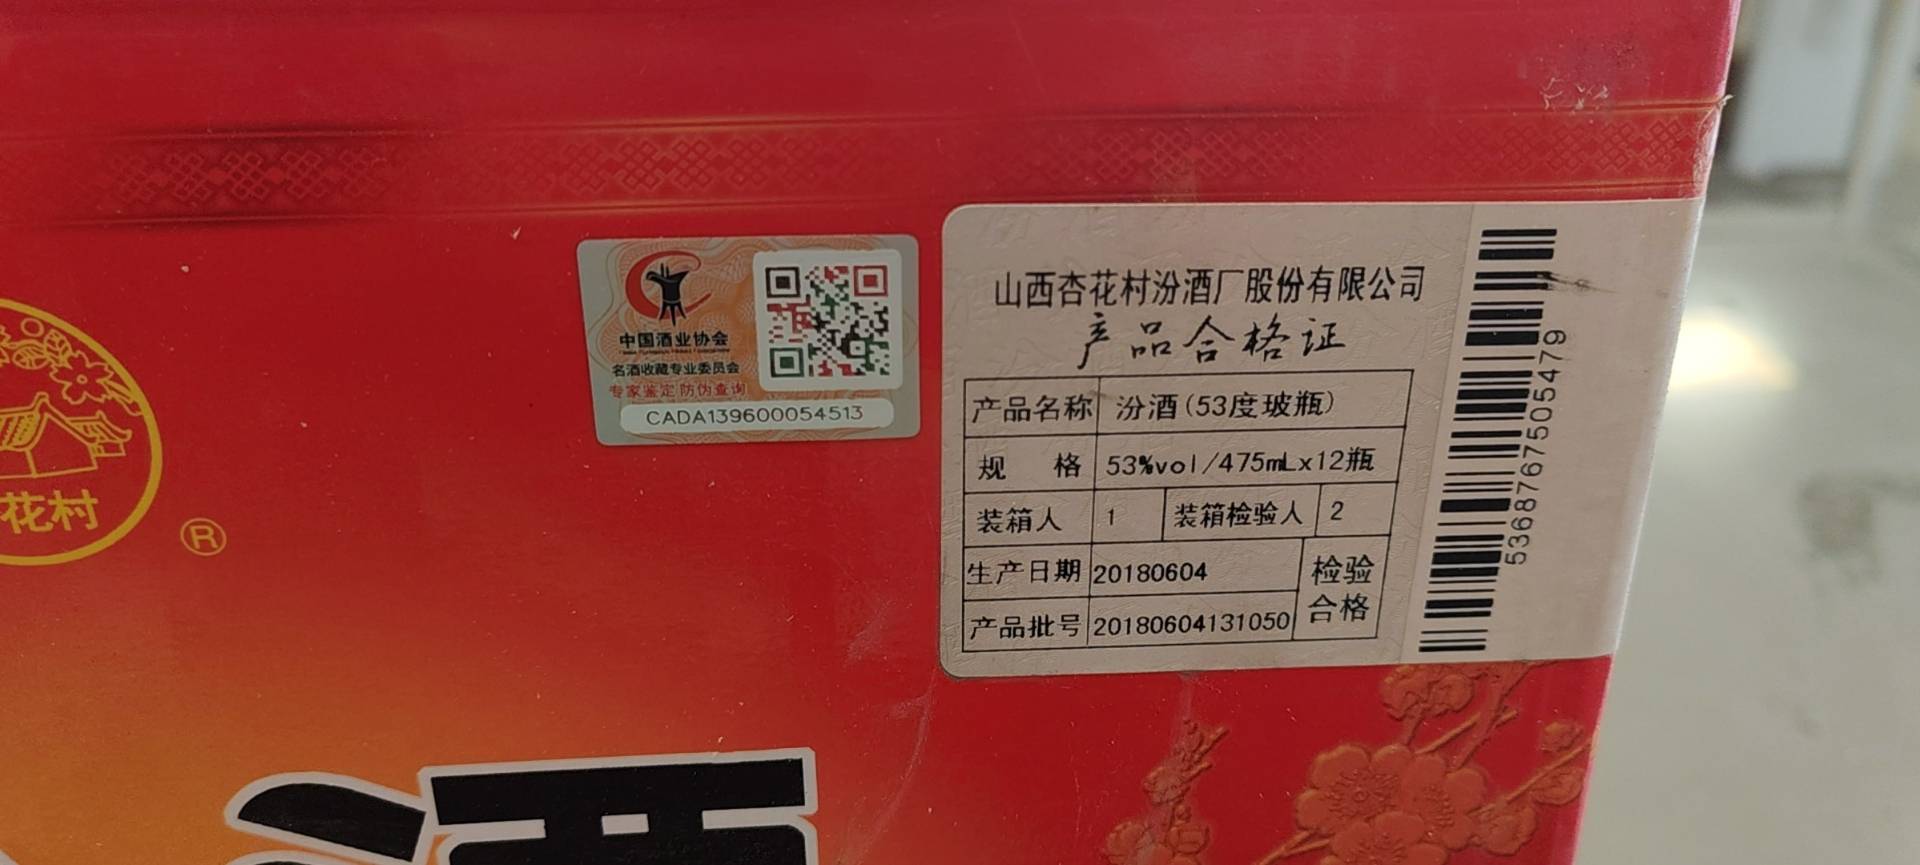 花村
®
中国酒业协会
名酒收藏专业委员会
专家鉴定防伪查询
CADA139600054513
山西杏花村汾酒厂股份有限公司
产品合格证
产品名称 汾酒(53度玻瓶)
规 格 53%vol/475mLx12瓶
装箱人 1 装箱检验人 2
生产日期 20180604 检验
产品批号 20180604131050 合格
5368767505479
酒